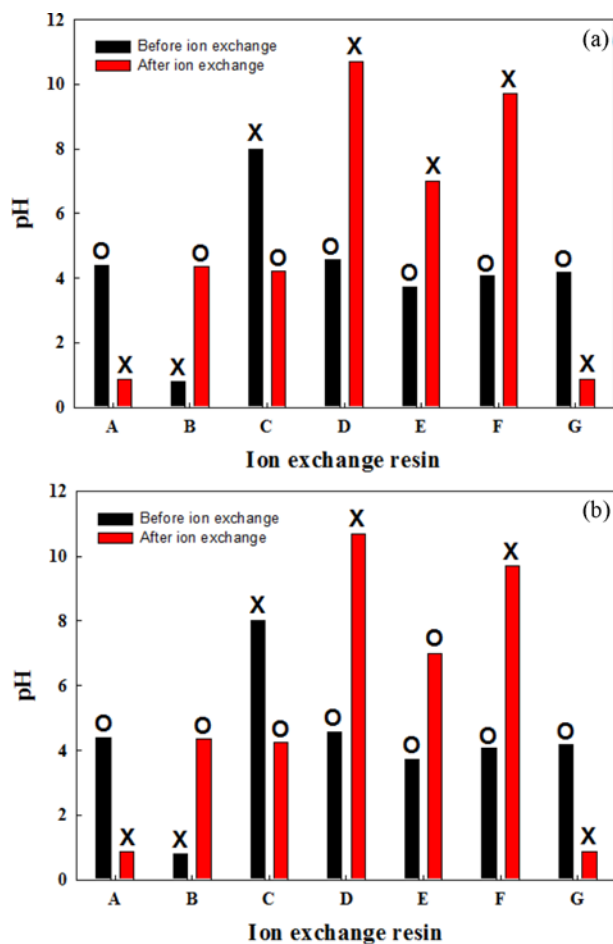 12
(a)
Before ion exchange
After ion exchange
10
8
6
4
2
0
pH
O X X O X O O X O X O X O X
A B C D E F G
Ion exchange resin
12
(b)
Before ion exchange
After ion exchange
10
8
6
4
2
0
pH
O X X O X O O X O O O X O X
A B C D E F G
Ion exchange resin